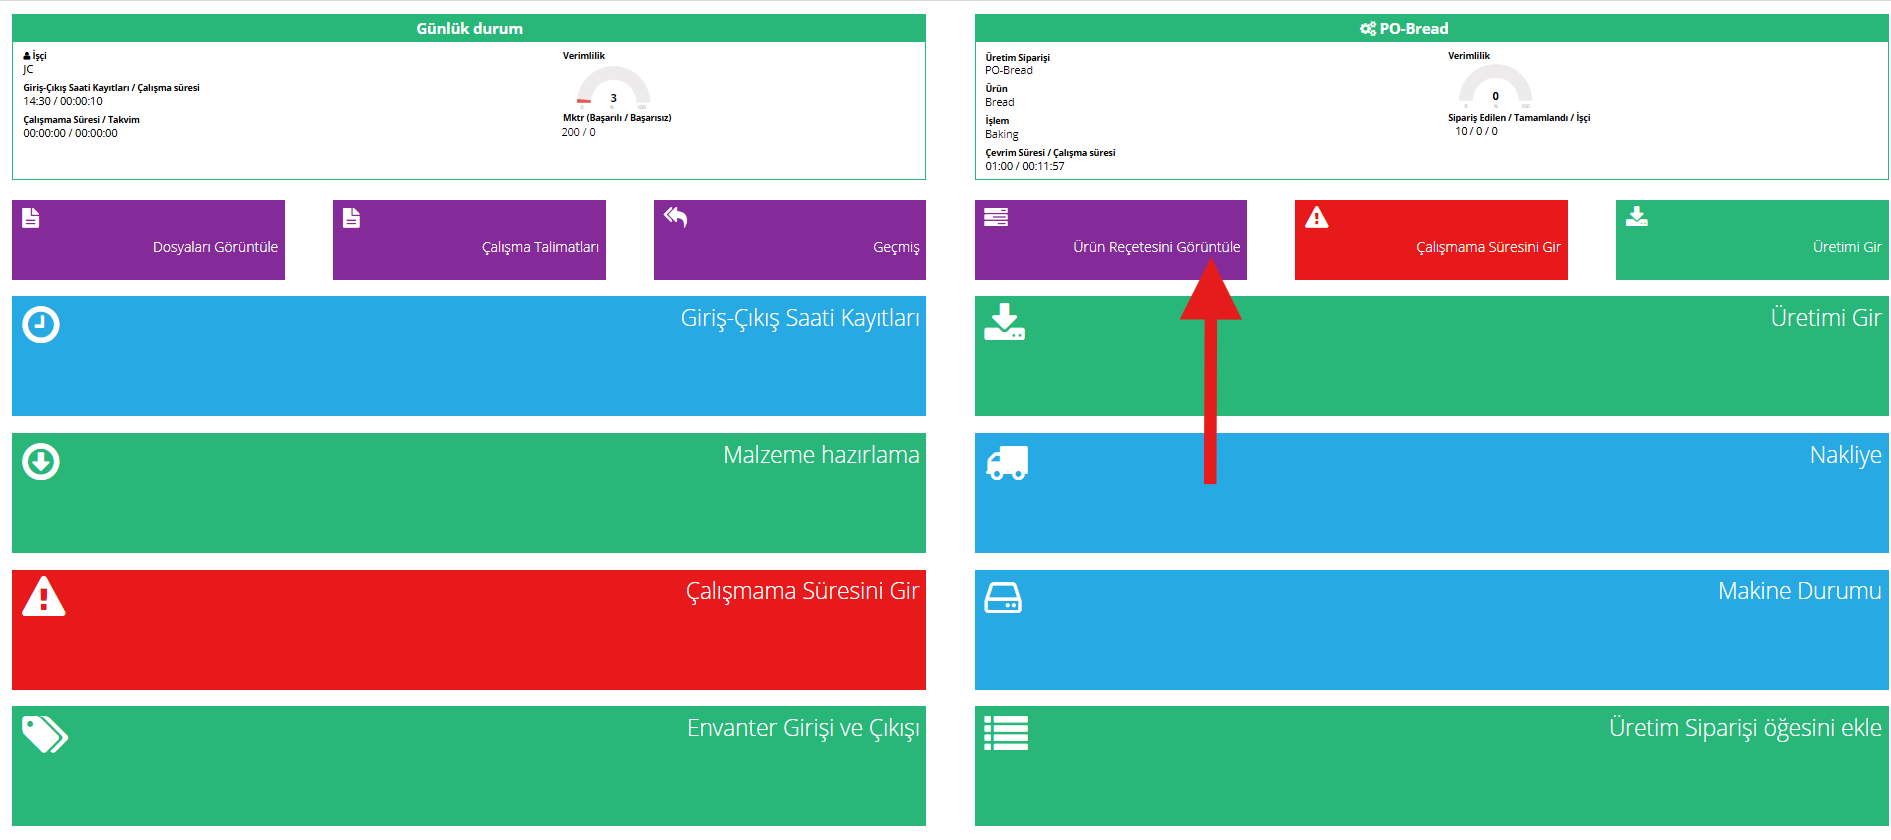 Günlük durum
İşçi
JC
Giriş-Çıkış Saati Kayıtları / Çalışma süresi
14:30 / 00:00:10
Çalışmama Süresi / Takvim
00:00:00 / 00:00:00
Verimlilik
3
0 % 100
Mktr (Başarılı / Başarısız)
200 / 0
PO-Bread
Üretim Siparişi
PO-Bread
Ürün
Bread
İşlem
Baking
Çevrim Süresi / Çalışma süresi
01:00 / 00:11:57
Verimlilik
0
0 % 100
Sipariş Edilen / Tamamlandı / İşçi
10 / 0 / 0
Dosyaları Görüntüle
Çalışma Talimatları
Geçmiş
Ürün Reçetesini Görüntüle
Çalışmama Süresini Gir
Üretimi Gir
Giriş-Çıkış Saati Kayıtları
Üretimi Gir
Malzeme hazırlama
Nakliye
Çalışmama Süresini Gir
Makine Durumu
Envanter Girişi ve Çıkışı
Üretim Siparişi öğesini ekle